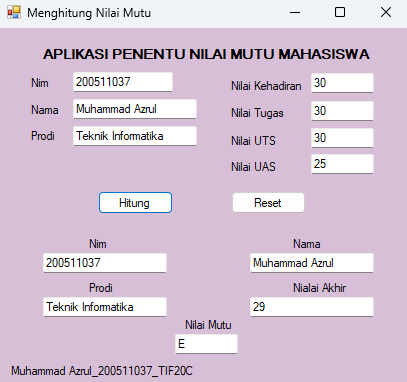 Menghitung Nilai Mutu
APLIKASI PENENTU NILAI MUTU MAHASISWA
Nim 200511037
Nama Muhammad Azrul
Prodi Teknik Informatika
Nilai Kehadiran 30
Nilai Tugas 30
Nilai UTS 30
Nilai UAS 25
Hitung Reset
Nim Nama
200511037 Muhammad Azrul
Prodi Nialai Akhir
Teknik Informatika 29
Nilai Mutu
E
Muhammad Azrul_200511037_TIF20C